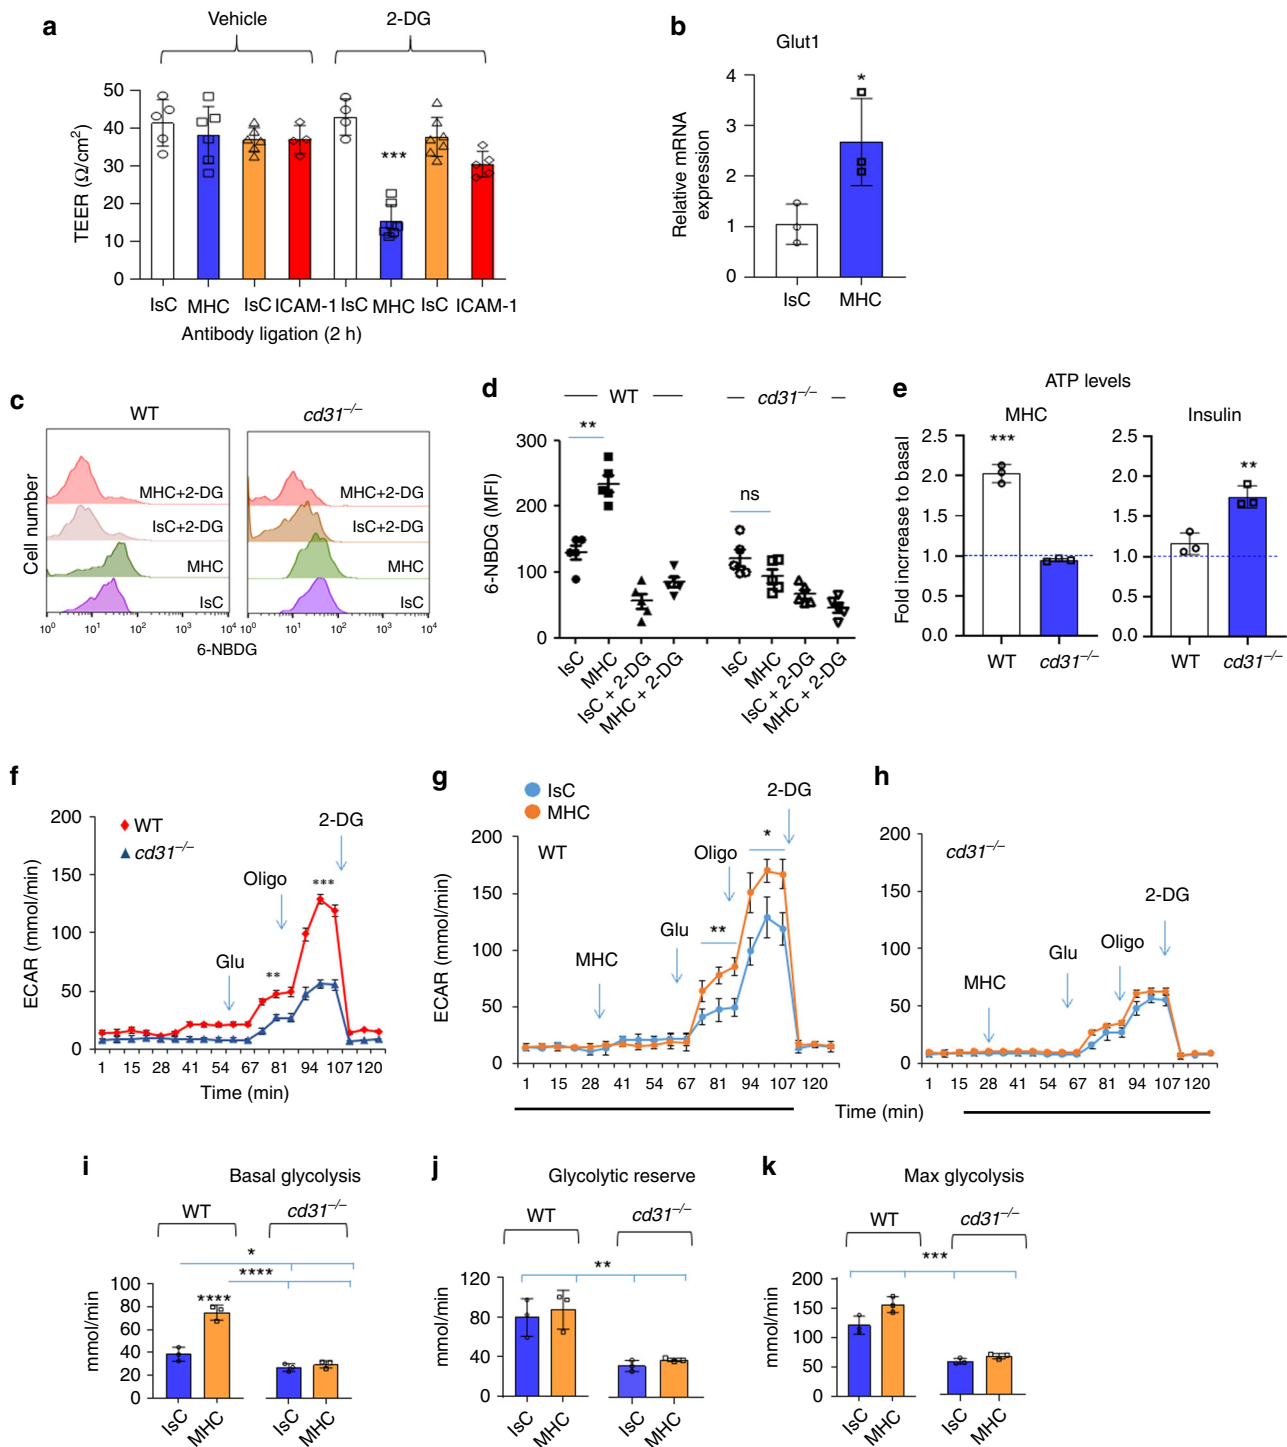 a
Vehicle
2-DG
TEER (Ω/cm²)
50
40
30
20
10
0
***
IsC MHC IsC ICAM-1 IsC MHC IsC ICAM-1
Antibody ligation (2 h)
b
Glut1
Relative mRNA
expression
4
3
2
1
0
*
IsC MHC
c
WT
cd31⁻/⁻
Cell number
MHC+2-DG
IsC+2-DG
MHC
IsC
MHC+2-DG
IsC+2-DG
MHC
IsC
10⁰ 10¹ 10² 10³ 10⁴
10¹ 10² 10³ 10⁴
6-NBDG
d
WT
cd31⁻/⁻
6-NBDG (MFI)
300
200
100
0
**
ns
IsC
MHC
IsC + 2-DG
MHC + 2-DG
IsC
MHC
IsC + 2-DG
MHC + 2-DG
e
ATP levels
MHC
Insulin
Fold increase to basal
2.5
2.0
1.5
1.0
0.5
0.0
***
WT cd31⁻/⁻
2.5
2.0
1.5
1.0
0.5
0.0
**
WT cd31⁻/⁻
f
ECAR (mmol/min)
200
150
100
50
0
WT
cd31⁻/⁻
Glu
Oligo
2-DG
**
***
1 15 28 41 54 67 81 94 107 120
Time (min)
g
IsC
MHC
WT
ECAR (mmol/min)
200
150
100
50
0
MHC
Glu
Oligo
2-DG
**
*
1 15 28 41 54 67 81 94 107 120
h
cd31⁻/⁻
200
150
100
50
0
MHC
Glu
Oligo
2-DG
1 15 28 41 54 67 81 94 107 120
Time (min)
i
Basal glycolysis
WT
cd31⁻/⁻
*
****
****
mmol/min
100
80
60
40
20
0
IsC
MHC
IsC
MHC
j
Glycolytic reserve
WT
cd31⁻/⁻
**
mmol/min
120
80
40
0
IsC
MHC
IsC
MHC
k
Max glycolysis
WT
cd31⁻/⁻
***
mmol/min
200
150
100
50
0
IsC
MHC
IsC
MHC